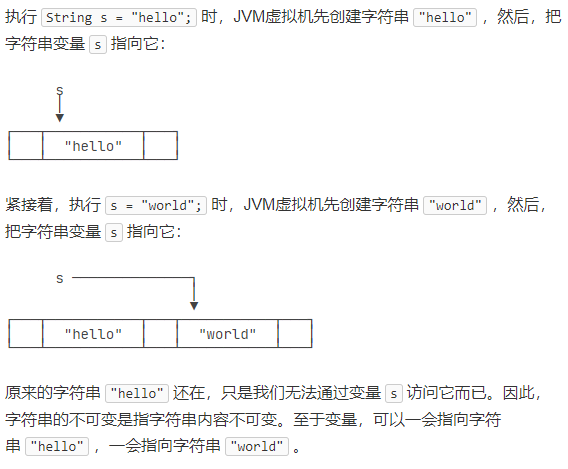 执行 String s = "hello"; 时，JVM虚拟机先创建字符串 "hello" ，然后，把
字符串变量 s 指向它：
s
"hello"
紧接着，执行 s = "world"; 时，JVM虚拟机先创建字符串 "world" ，然后，
把字符串变量 s 指向它：
s
"hello" "world"
原来的字符串 "hello" 还在，只是我们无法通过变量 s 访问它而已。因此，
字符串的不可变是指字符串内容不可变。至于变量，可以一会指向字符
串 "hello" ，一会指向字符串 "world" 。